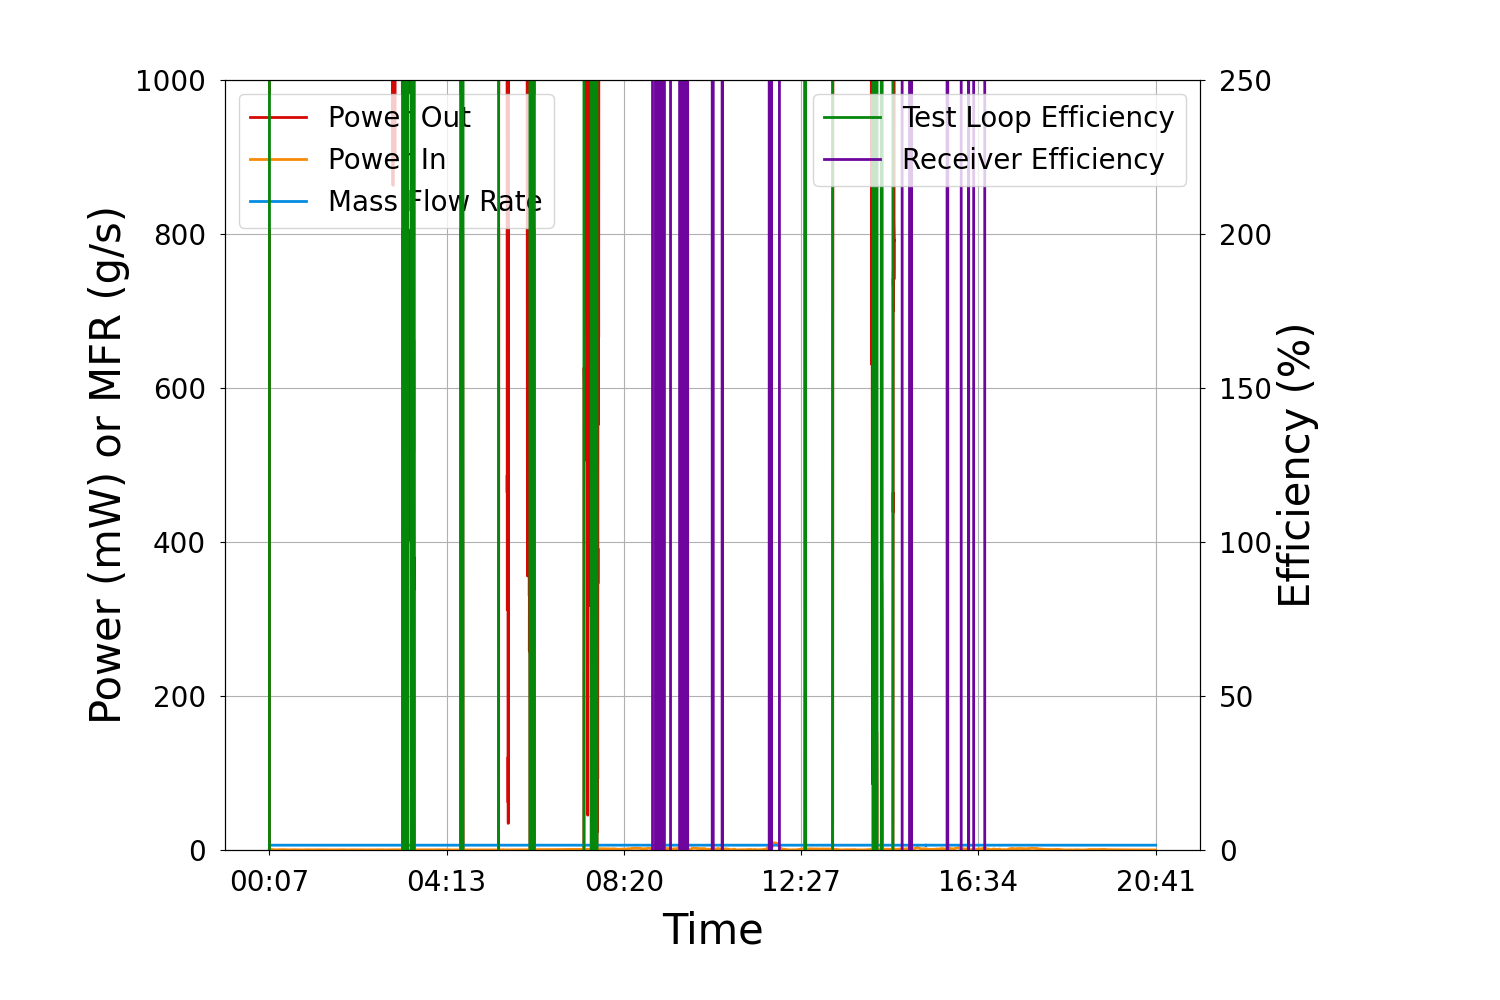 1000
800
600
400
200
0
Power (mW) or MFR (g/s)
Power Out
Power In
Mass Flow Rate
Test Loop Efficiency
Receiver Efficiency
250
200
150
100
50
0
Efficiency (%)
00:07 04:13 08:20 12:27 16:34 20:41
Time